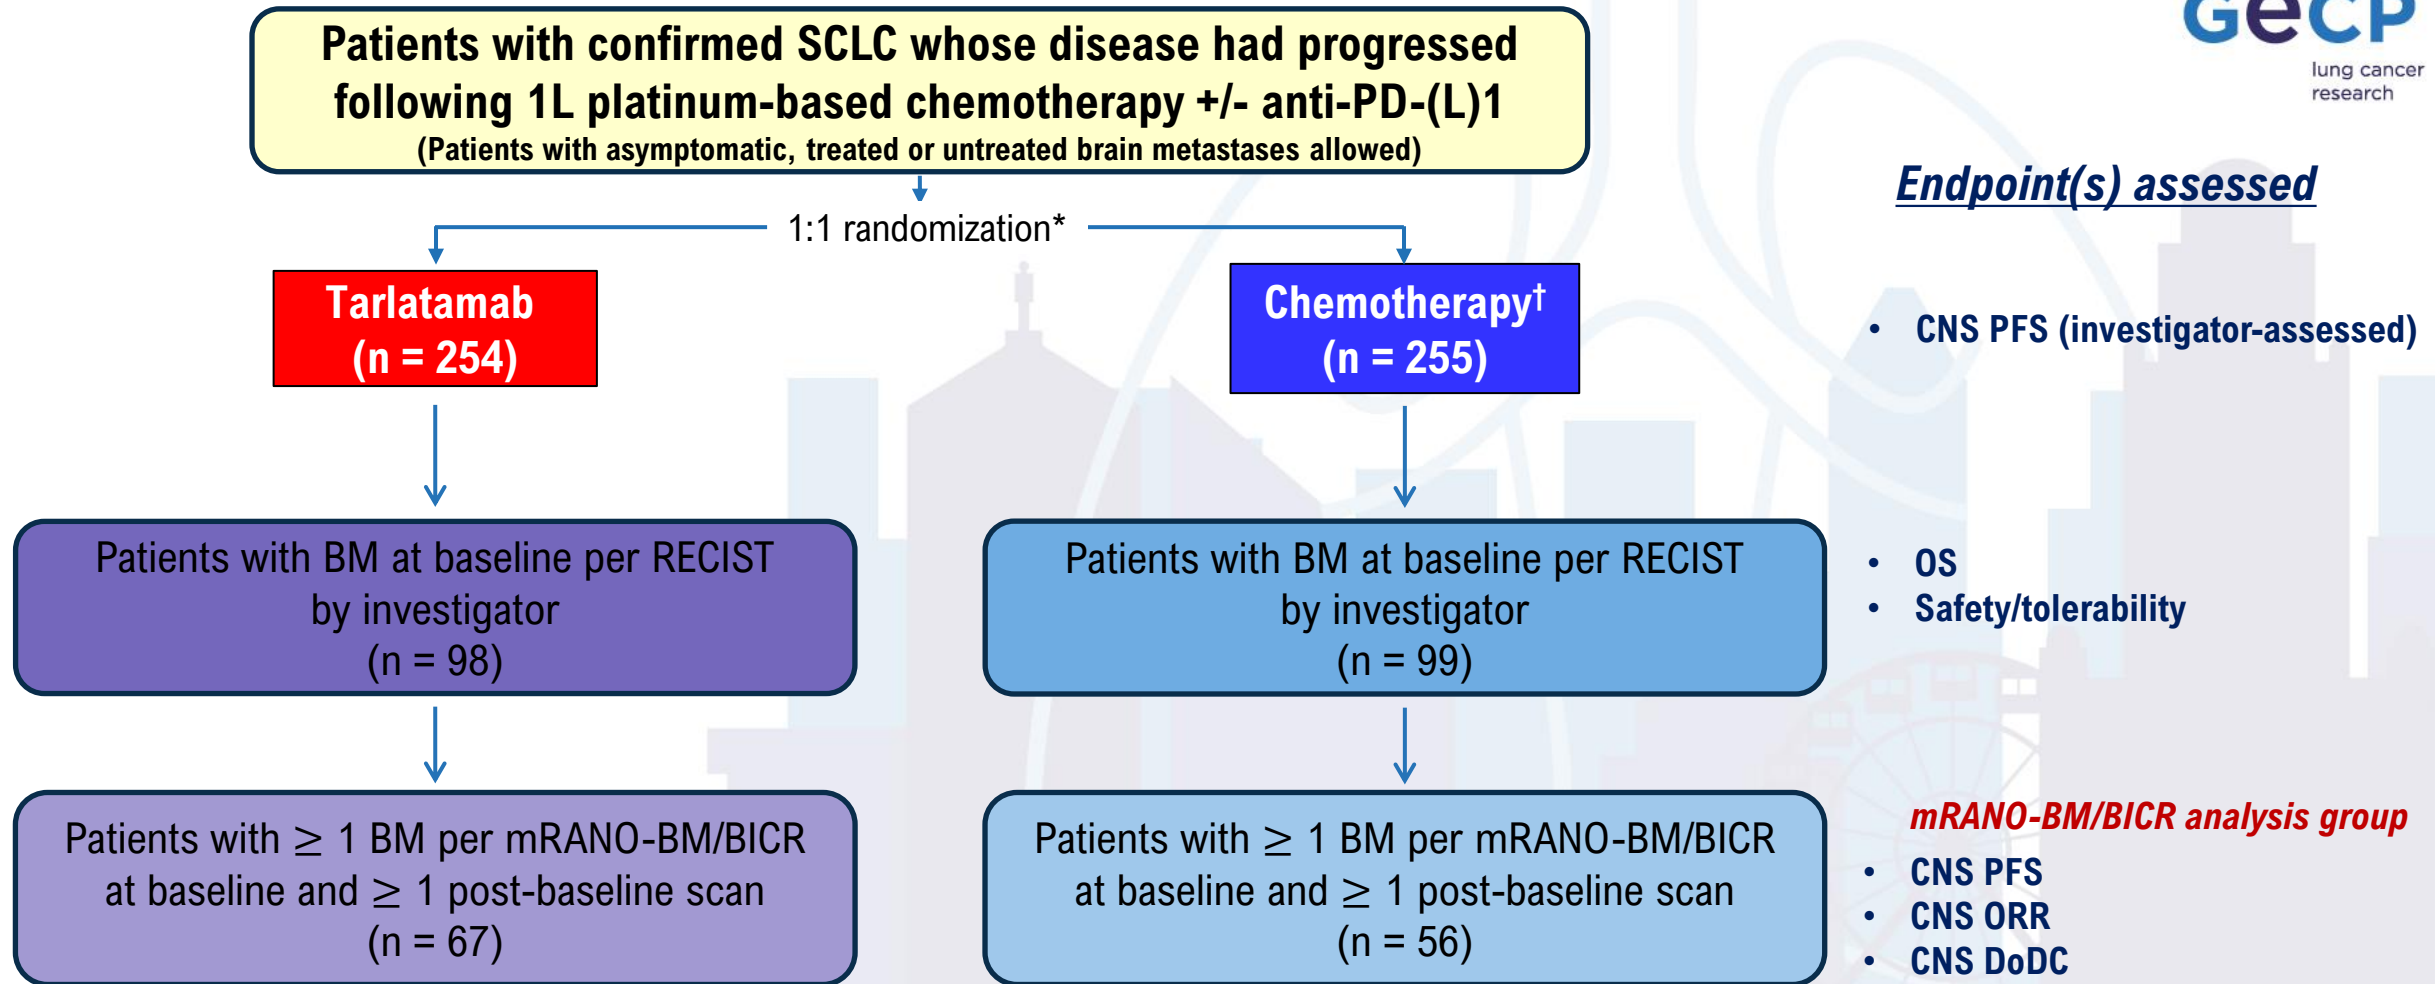 GeCP
lung cancer
research
Patients with confirmed SCLC whose disease had progressed
following 1L platinum-based chemotherapy +/- anti-PD-(L)1
(Patients with asymptomatic, treated or untreated brain metastases allowed)
1:1 randomization*
Endpoint(s) assessed
Tarlatamab
(n = 254)
Chemotherapy†
(n = 255)
• CNS PFS (investigator-assessed)
Patients with BM at baseline per RECIST
by investigator
(n = 98)
Patients with BM at baseline per RECIST
by investigator
(n = 99)
• OS
• Safety/tolerability
Patients with ≥ 1 BM per mRANO-BM/BICR
at baseline and ≥ 1 post-baseline scan
(n = 67)
Patients with ≥ 1 BM per mRANO-BM/BICR
at baseline and ≥ 1 post-baseline scan
(n = 56)
mRANO-BM/BICR analysis group
• CNS PFS
• CNS ORR
• CNS DoDC